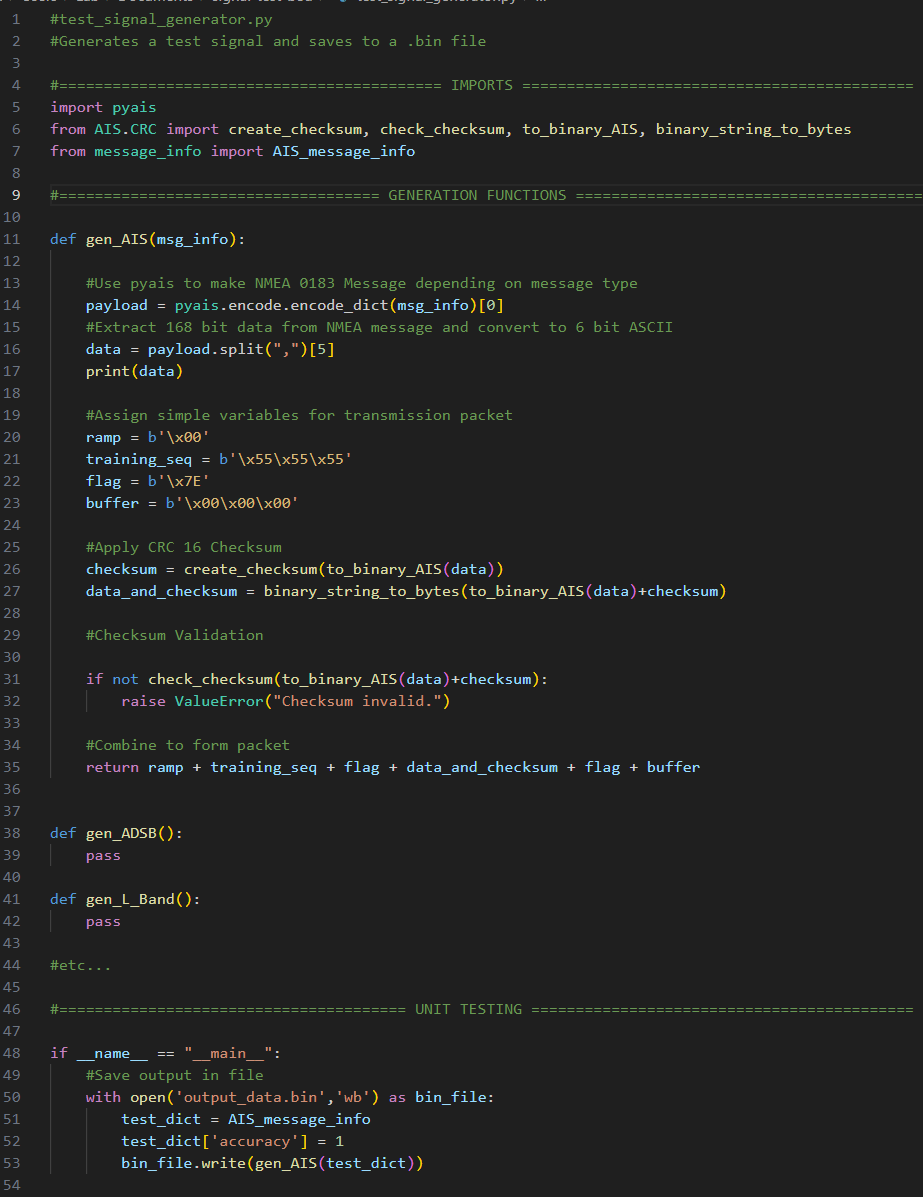 1 #test_signal_generator.py
2 #Generates a test signal and saves to a .bin file
3
4 #=========================================== IMPORTS ============================================
5 import pyais
6 from AIS.CRC import create_checksum, check_checksum, to_binary_AIS, binary_string_to_bytes
7 from message_info import AIS_message_info
8
9 #==================================== GENERATION FUNCTIONS =======================================
10
11 def gen_AIS(msg_info):
12
13     #Use pyais to make NMEA 0183 Message depending on message type
14     payload = pyais.encode.encode_dict(msg_info)[0]
15     #Extract 168 bit data from NMEA message and convert to 6 bit ASCII
16     data = payload.split(",")[5]
17     print(data)
18
19     #Assign simple variables for transmission packet
20     ramp = b'\x00'
21     training_seq = b'\x55\x55\x55'
22     flag = b'\x7E'
23     buffer = b'\x00\x00\x00'
24
25     #Apply CRC 16 Checksum
26     checksum = create_checksum(to_binary_AIS(data))
27     data_and_checksum = binary_string_to_bytes(to_binary_AIS(data)+checksum)
28
29     #Checksum Validation
30
31     if not check_checksum(to_binary_AIS(data)+checksum):
32         raise ValueError("Checksum invalid.")
33
34     #Combine to form packet
35     return ramp + training_seq + flag + data_and_checksum + flag + buffer
36
37
38 def gen_ADSB():
39     pass
40
41 def gen_L_Band():
42     pass
43
44 #etc...
45
46 #======================================= UNIT TESTING ===========================================
47
48 if __name__ == "__main__":
49     #Save output in file
50     with open('output_data.bin','wb') as bin_file:
51         test_dict = AIS_message_info
52         test_dict['accuracy'] = 1
53         bin_file.write(gen_AIS(test_dict))
54